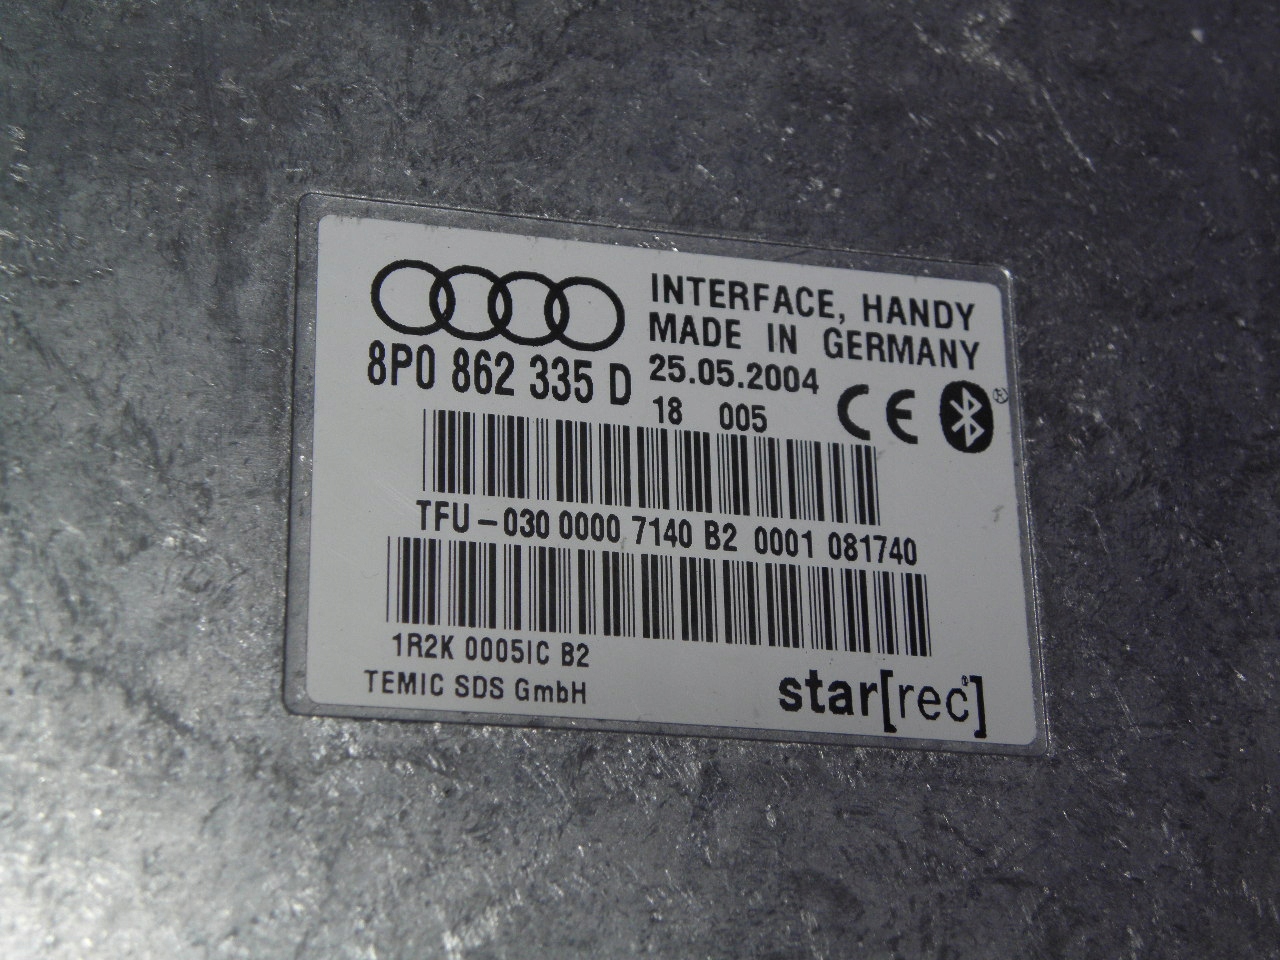 INTERFACE, HANDY
MADE IN GERMANY
8P0 862 335 D
25.05.2004
18 005
CE
TFU-030 0000 7140 B2 0001 081740
1R2K 0005IC B2
TEMIC SDS GmbH
star[rec]